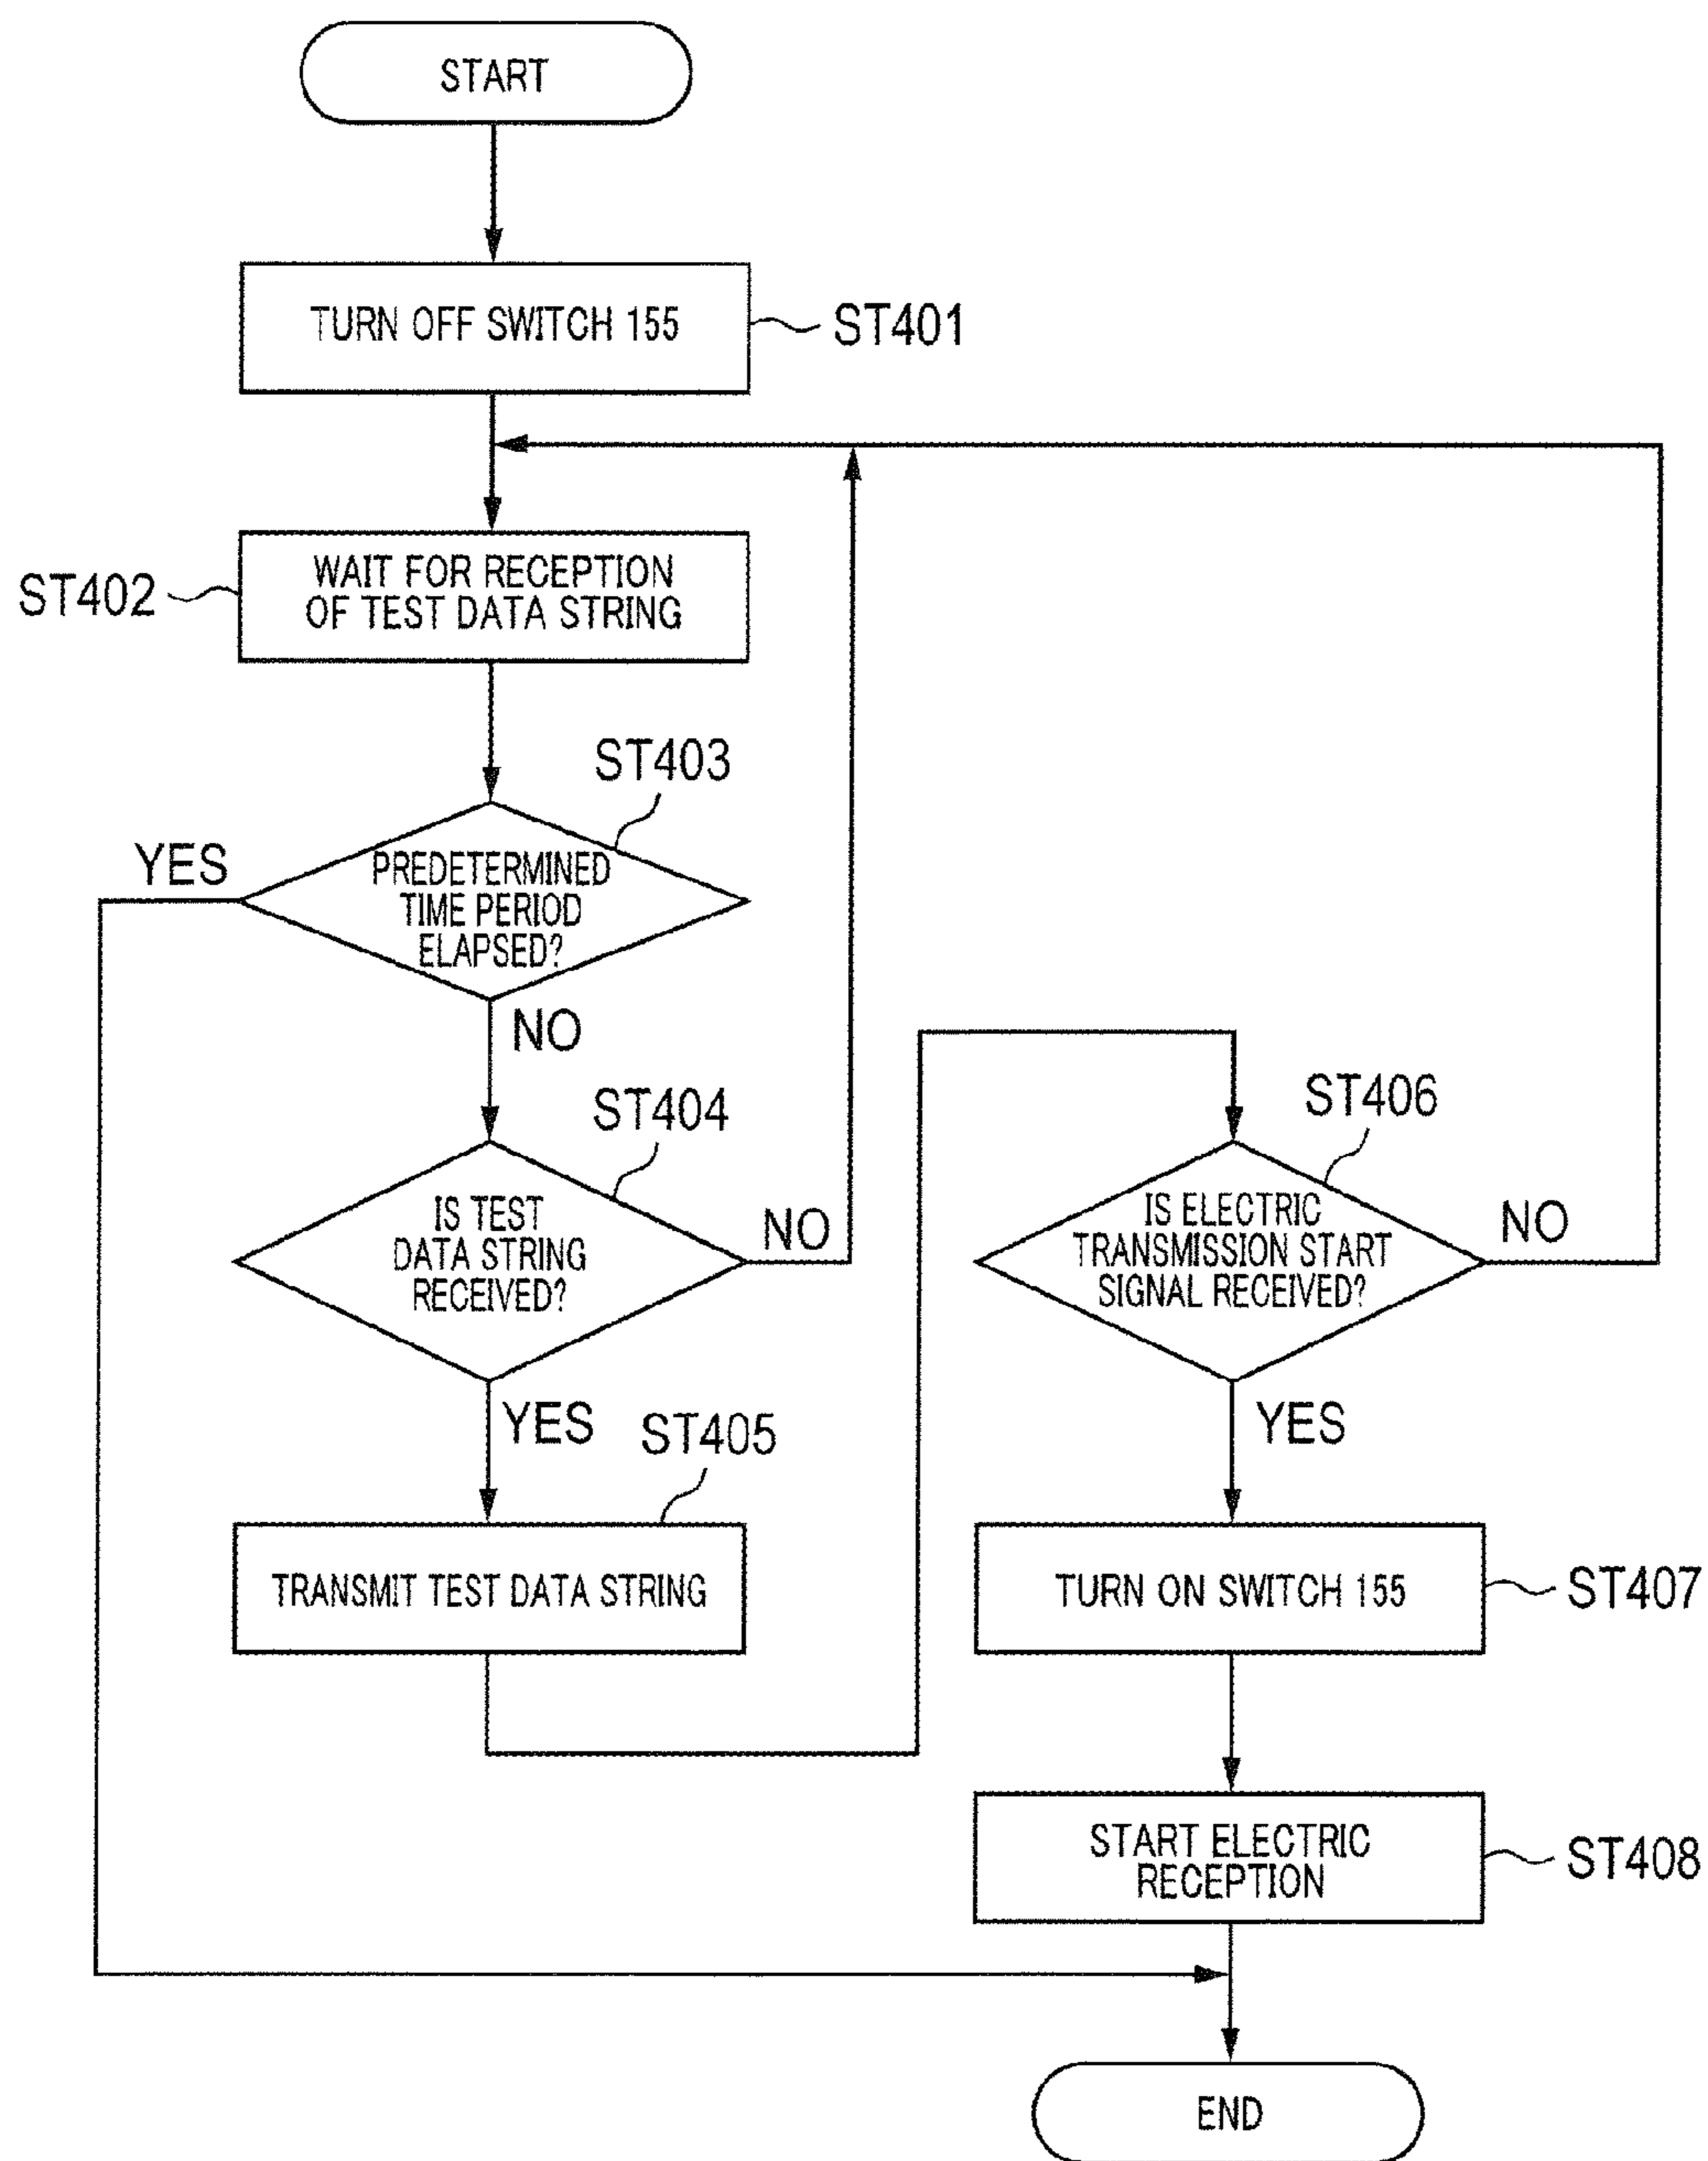 START
TURN OFF SWITCH 155
ST401
ST402
WAIT FOR RECEPTION
OF TEST DATA STRING
ST403
YES
PREDETERMINED
TIME PERIOD
ELAPSED?
NO
ST404
IS TEST
DATA STRING
RECEIVED?
NO
YES
ST405
TRANSMIT TEST DATA STRING
ST406
IS ELECTRIC
TRANSMISSION START
SIGNAL RECEIVED?
NO
YES
TURN ON SWITCH 155
ST407
START ELECTRIC
RECEPTION
ST408
END